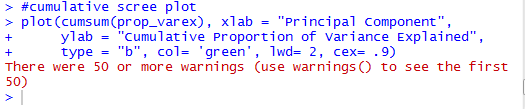 > #cumulative scree plot
> plot(cumsum(prop_varex), xlab = "Principal Component",
+ ylab = "Cumulative Proportion of Variance Explained",
+ type = "b", col= 'green', lwd= 2, cex= .9)
There were 50 or more warnings (use warnings() to see the first
50)
>